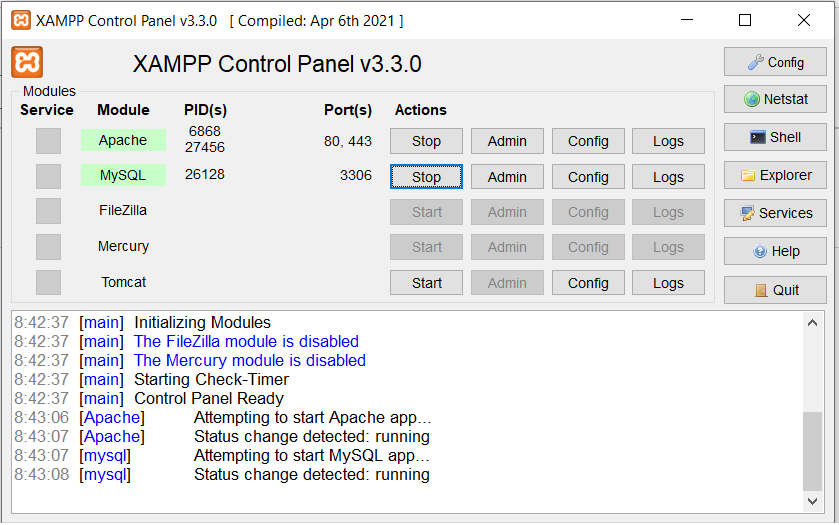 XAMPP Control Panel v3.3.0 [ Compiled: Apr 6th 2021 ]
XAMPP Control Panel v3.3.0
Config
Modules
Service Module PID(s) Port(s) Actions
Netstat
Apache 6868 27456 80, 443 Stop Admin Config Logs
Shell
MySQL 26128 3306 Stop Admin Config Logs
Explorer
FileZilla Start Admin Config Logs
Services
Mercury Start Admin Config Logs
Help
Tomcat Start Admin Config Logs
Quit
8:42:37 [main] Initializing Modules
8:42:37 [main] The FileZilla module is disabled
8:42:37 [main] The Mercury module is disabled
8:42:37 [main] Starting Check-Timer
8:42:37 [main] Control Panel Ready
8:43:06 [Apache] Attempting to start Apache app...
8:43:07 [Apache] Status change detected: running
8:43:07 [mysql] Attempting to start MySQL app...
8:43:08 [mysql] Status change detected: running